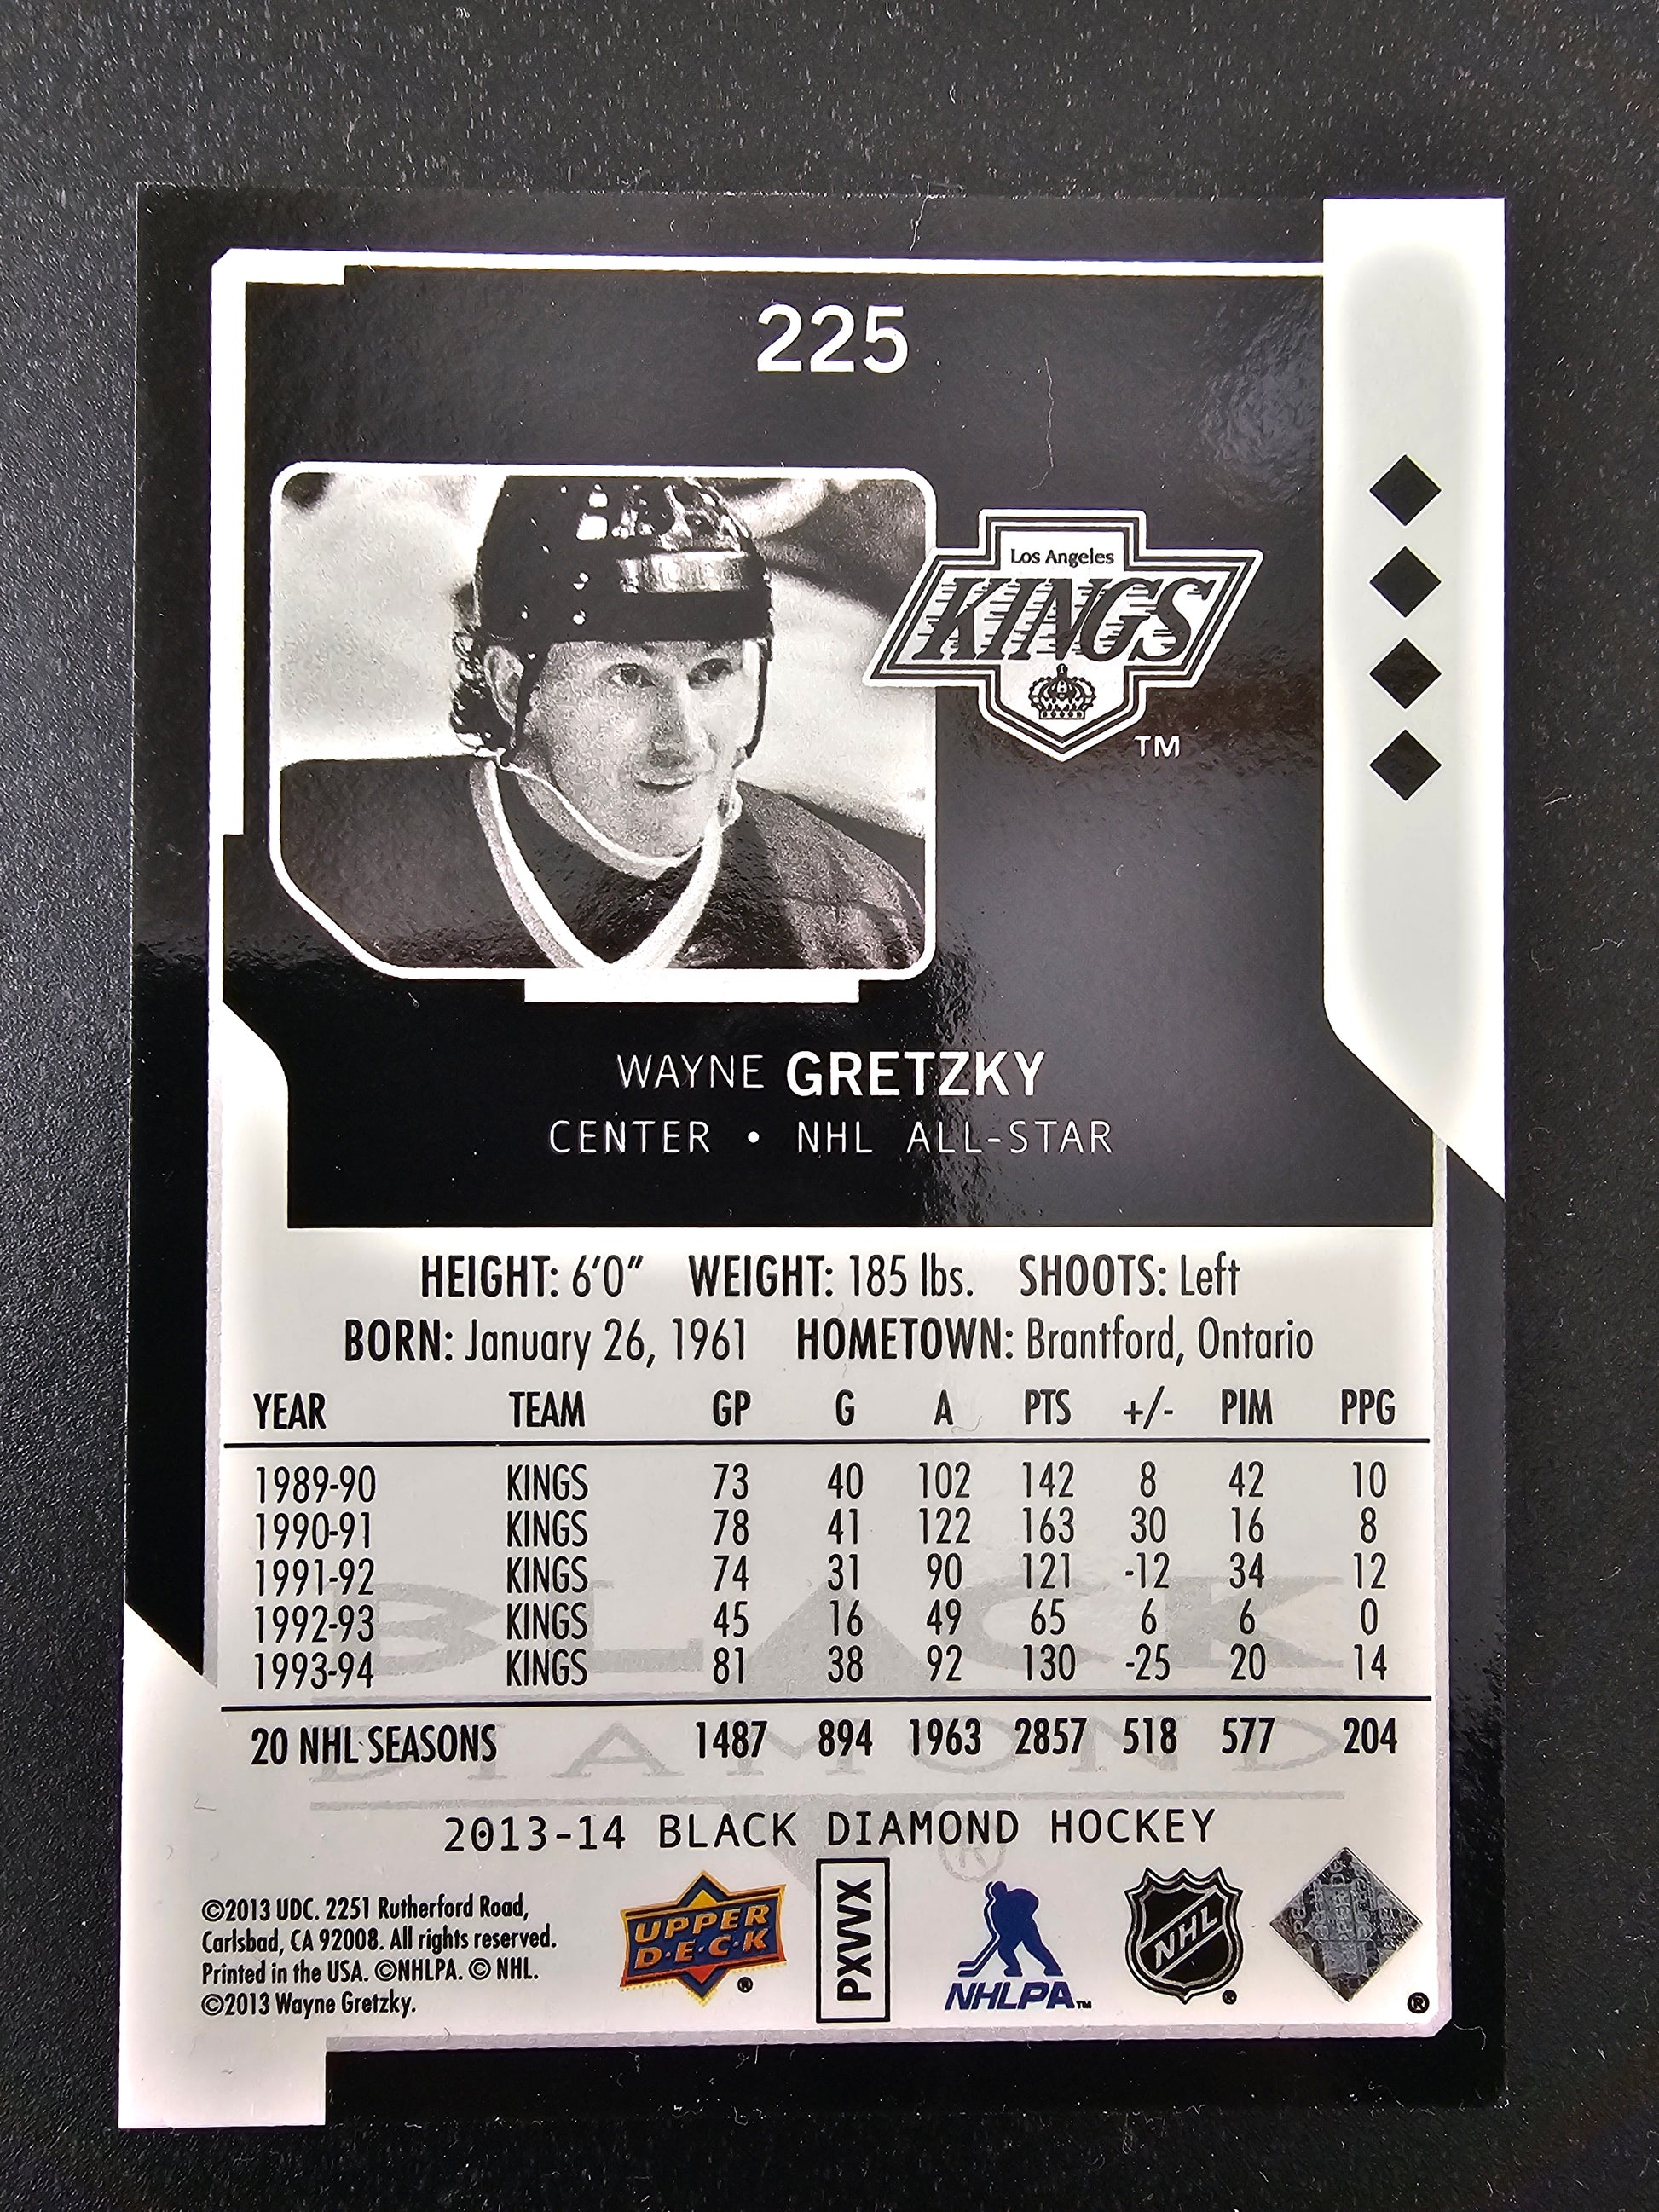 225
Los Angeles
KINGS
TM
WAYNE GRETZKY
CENTER • NHL ALL-STAR
HEIGHT: 6'0" WEIGHT: 185 lbs. SHOOTS: Left
BORN: January 26, 1961 HOMETOWN: Brantford, Ontario
YEAR TEAM GP G A PTS +/- PIM PPG
1989-90 KINGS 73 40 102 142 8 42 10
1990-91 KINGS 78 41 122 163 30 16 8
1991-92 KINGS 74 31 90 121 -12 34 12
1992-93 KINGS 45 16 49 65 6 6 0
1993-94 KINGS 81 38 92 130 -25 20 14
BLACK
20 NHL SEASONS 1487 894 1963 2857 518 577 204
DIAMOND
®
2013-14 BLACK DIAMOND HOCKEY
©2013 UDC. 2251 Rutherford Road,
Carlsbad, CA 92008. All rights reserved.
Printed in the USA. ©NHLPA. © NHL.
©2013 Wayne Gretzky.
UPPER
D·E·C·K
®
PXVVX
NHLPA™
NHL
®
®